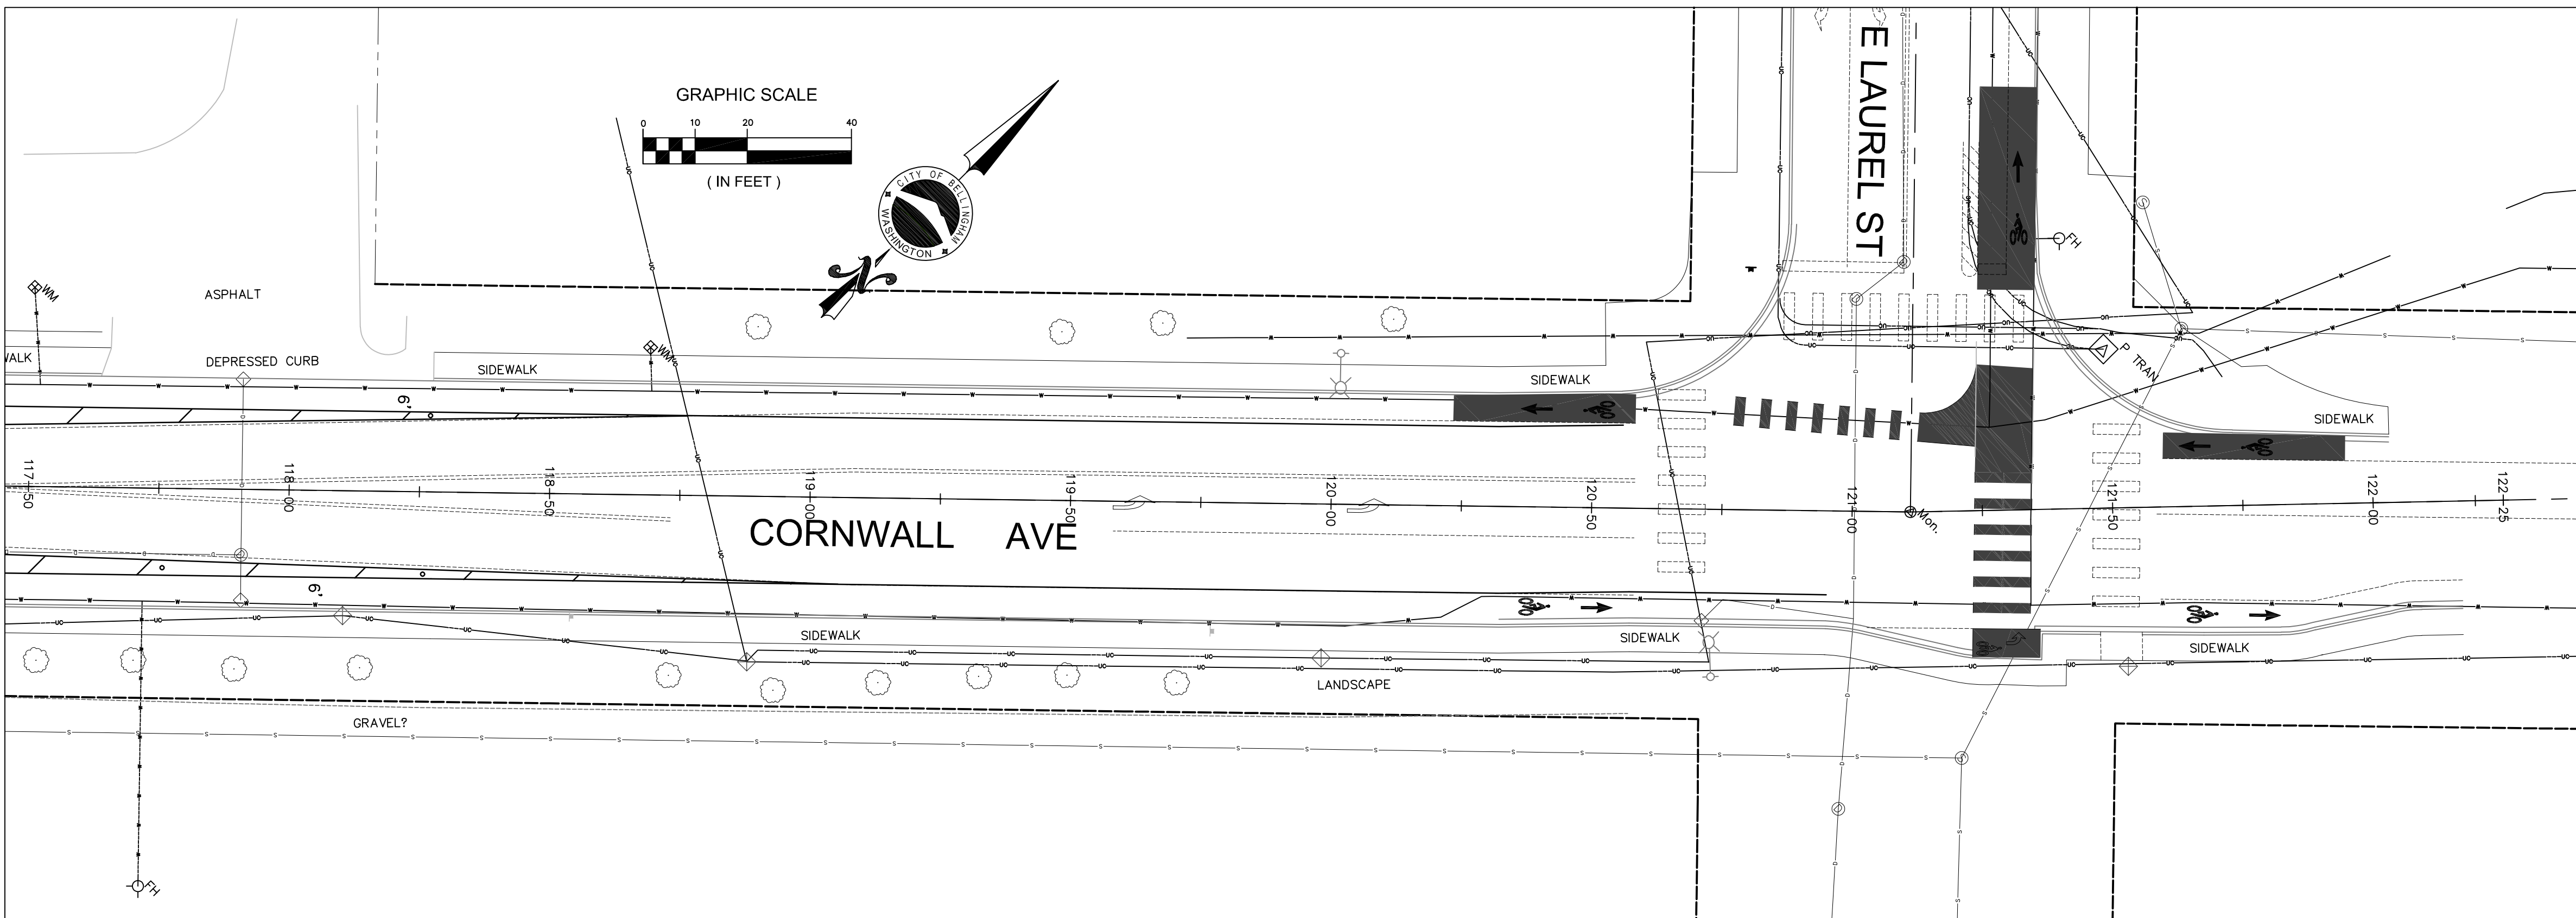 GRAPHIC SCALE
0 10 20 40
( IN FEET )
CITY OF BELLINGHAM
WASHINGTON
N
E LAUREL ST
FH
WM
ASPHALT
WALK
DEPRESSED CURB
SIDEWALK
WM
SIDEWALK
P TRAN
SIDEWALK
6'
117+50
118+00
118+50
119+00
119+50
120+00
120+50
121+00
121+50
122+00
122+25
Mon.
CORNWALL AVE
6'
SIDEWALK
SIDEWALK
SIDEWALK
LANDSCAPE
GRAVEL?
FH